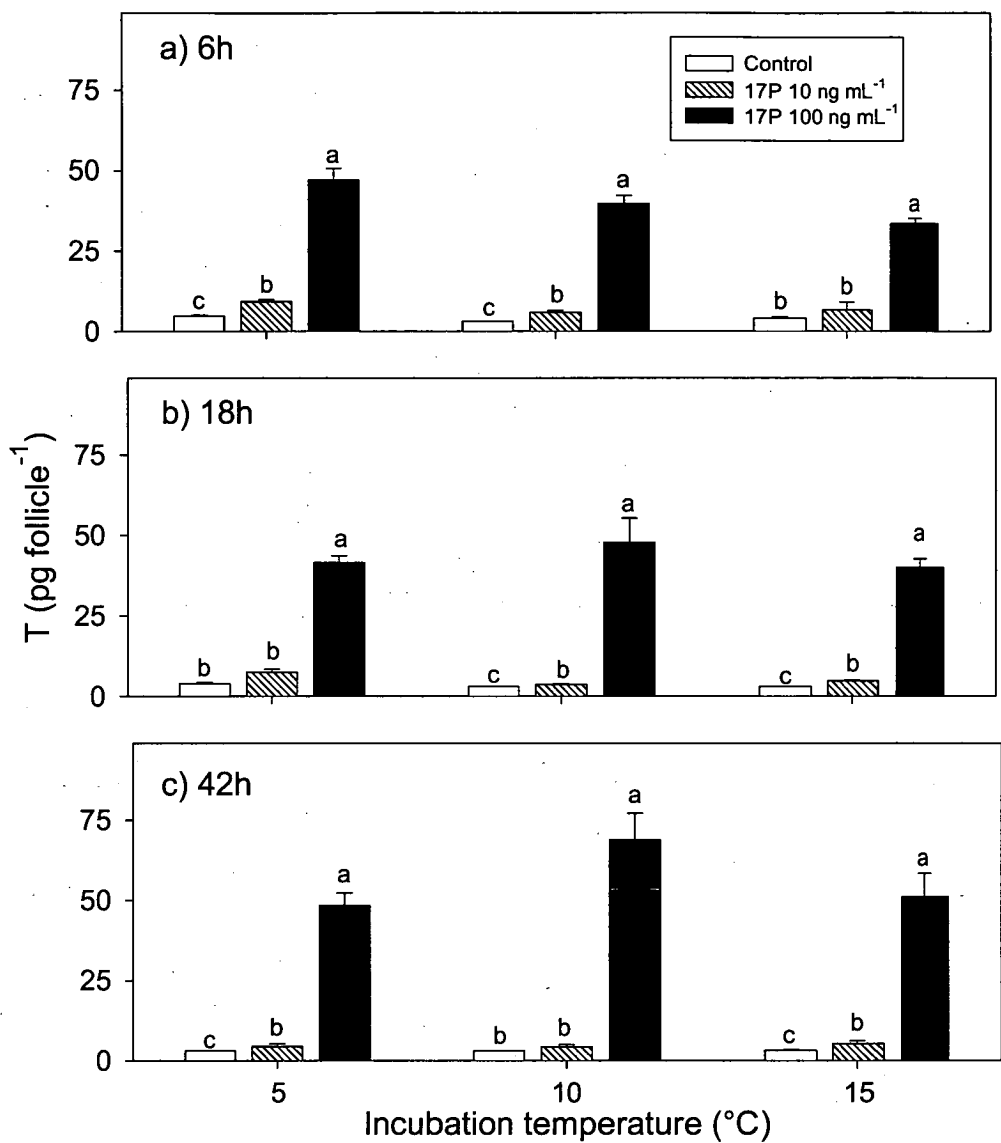 a) 6h
Control
17P 10 ng mL⁻¹
17P 100 ng mL⁻¹
75
50
25
0
c b a
c b a
b b a
b) 18h
75
50
25
0
b b a
c b a
c b a
T (pg follicle⁻¹)
c) 42h
75
50
25
0
c b a
b b a
c b a
5 10 15
Incubation temperature (°C)